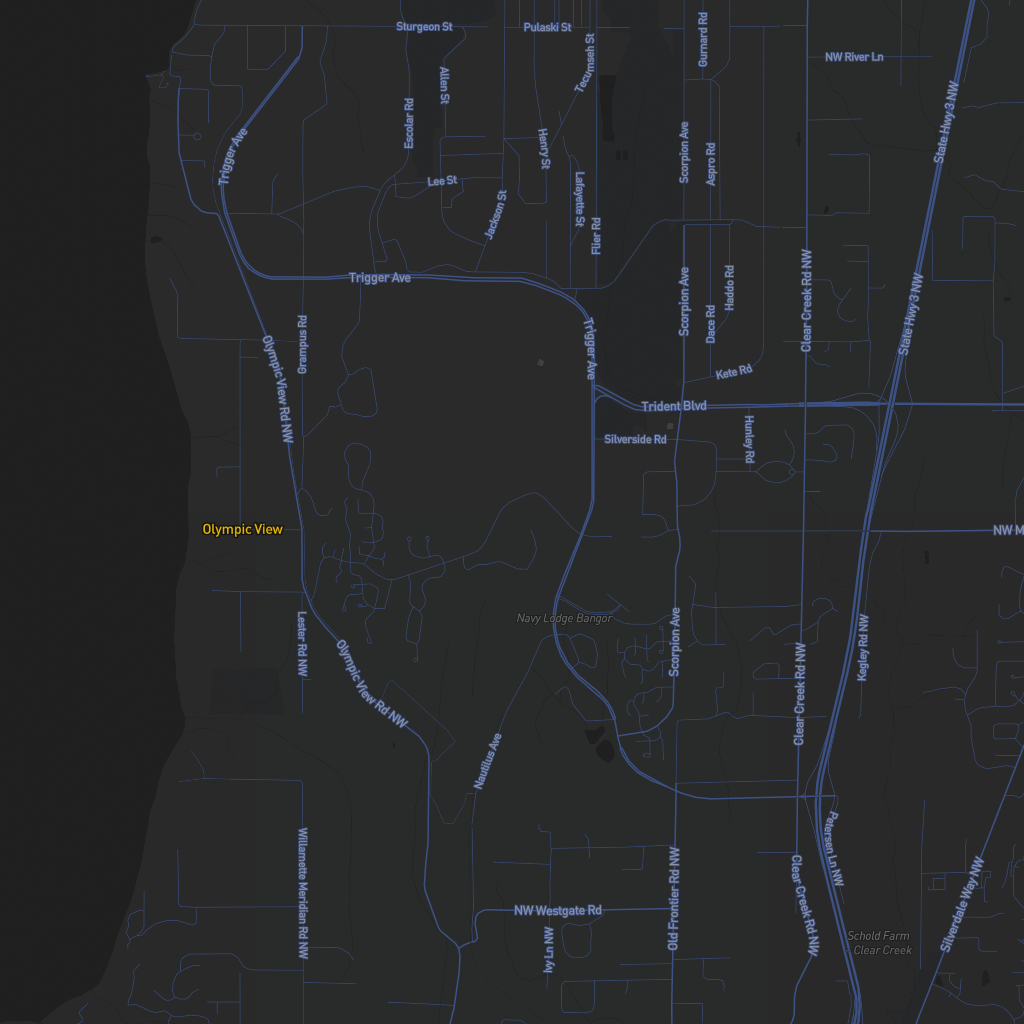 Sturgeon St
Pulaski St
Gurnard Rd
NW River Ln
Tecumseh St
Allen St
Escolar Rd
State Hwy 3 NW
Trigger Ave
Henry St
Scorpion Ave
Aspro Rd
Lee St
Lafayette St
Jackson St
Flier Rd
Trigger Ave
Haddo Rd
Scorpion Ave
Clear Creek Rd NW
State Hwy 3 NW
Dace Rd
Grampus Rd
Trigger Ave
Olympic View Rd NW
Kete Rd
Trident Blvd
Silverside Rd
Hunley Rd
Olympic View
NW M
Navy Lodge Bangor
Lester Rd NW
Scorpion Ave
Kegley Rd NW
Olympic View Rd NW
Clear Creek Rd NW
Nautilus Ave
Petersen Ln NW
Willamette Meridian Rd NW
Old Frontier Rd NW
Clear Creek Rd NW
Silverdale Way NW
NW Westgate Rd
Ivy Ln NW
Schold Farm
Clear Creek